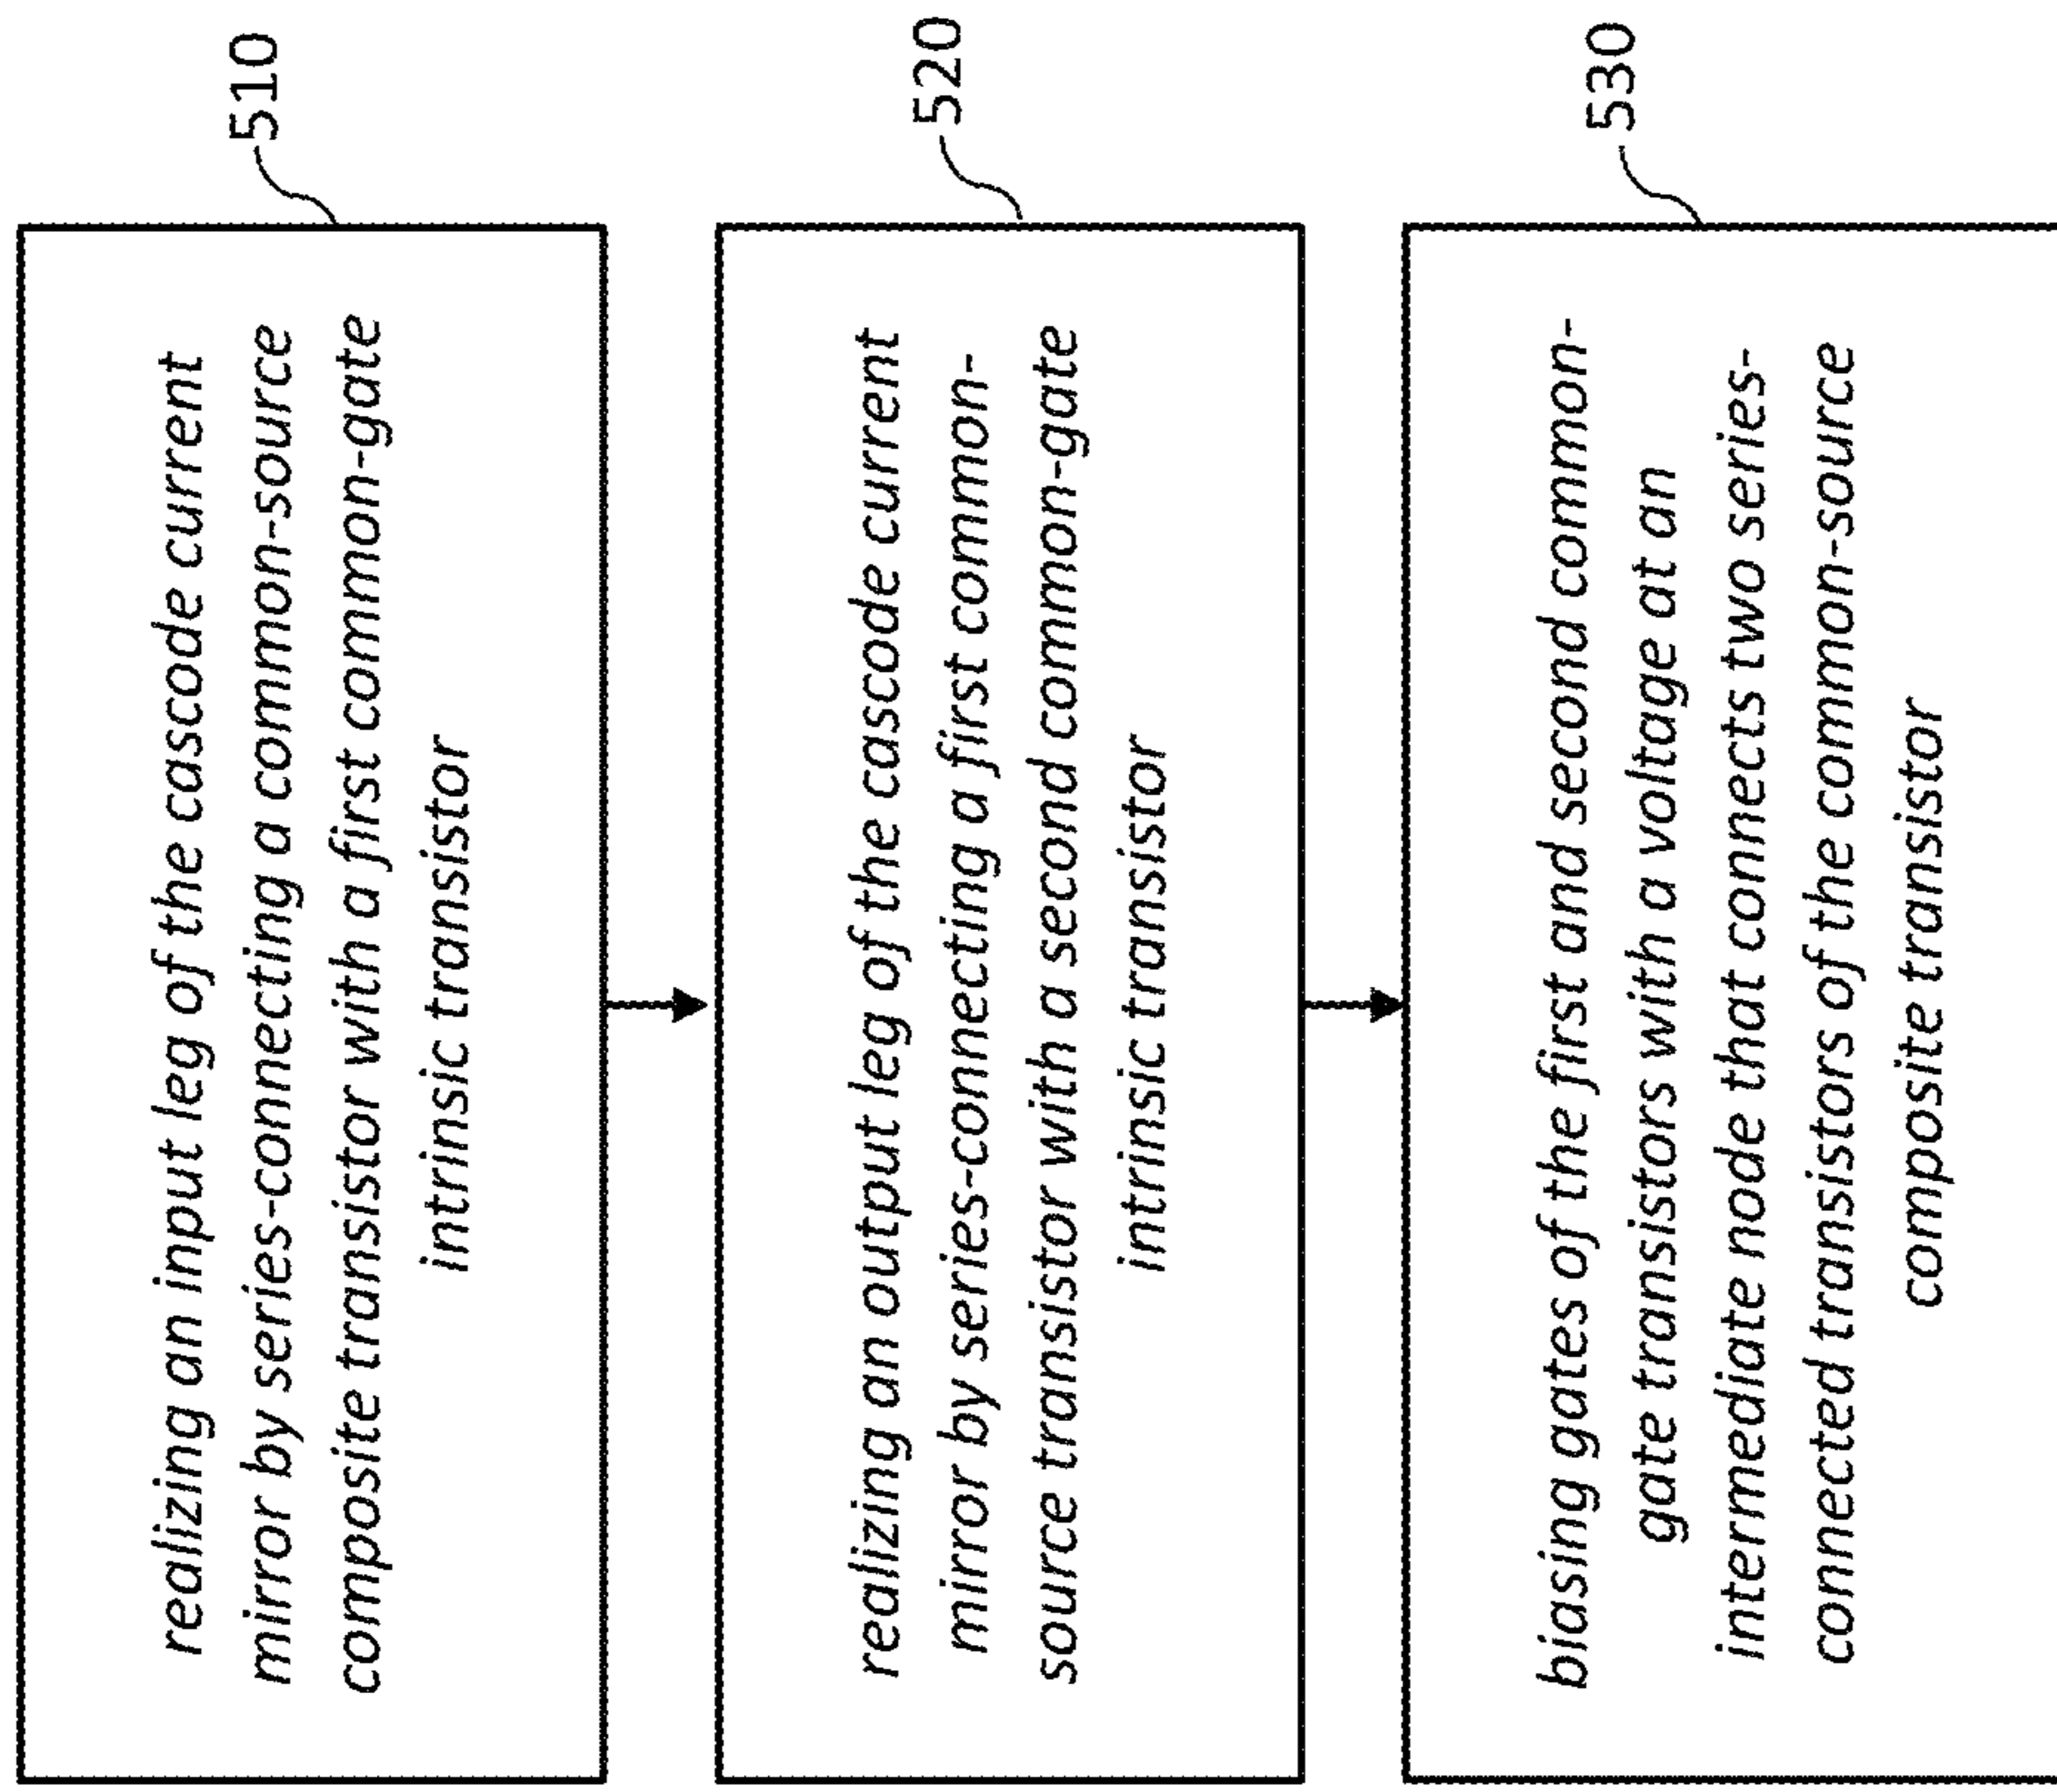 realizing an input leg of the cascode current
mirror by series-connecting a common-source
composite transistor with a first common-gate
intrinsic transistor
510
realizing an output leg of the cascode current
mirror by series-connecting a first common-
source transistor with a second common-gate
intrinsic transistor
520
biasing gates of the first and second common-
gate transistors with a voltage at an
intermediate node that connects two series-
connected transistors of the common-source
composite transistor
530